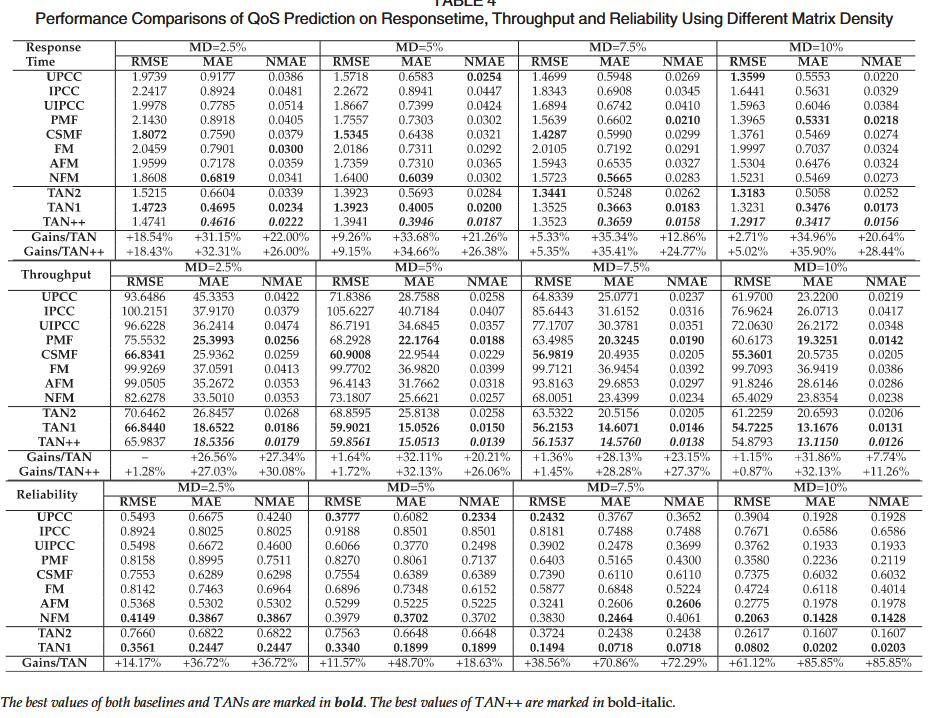 TABLE 4
Performance Comparisons of QoS Prediction on Responsetime, Throughput and Reliability Using Different Matrix Density
Response Time MD=2.5% MD=5% MD=7.5% MD=10%
RMSE MAE NMAE RMSE MAE NMAE RMSE MAE NMAE RMSE MAE NMAE
UPCC 1.9739 0.9177 0.0386 1.5718 0.6583 0.0254 1.4699 0.5948 0.0269 1.3599 0.5553 0.0220
IPCC 2.2417 0.8924 0.0481 2.2672 0.8941 0.0447 1.8343 0.6908 0.0345 1.6441 0.5631 0.0329
UIPCC 1.9978 0.7785 0.0514 1.8667 0.7399 0.0424 1.6894 0.6742 0.0410 1.5963 0.6046 0.0384
PMF 2.1430 0.8918 0.0405 1.7557 0.7303 0.0302 1.5639 0.6602 0.0210 1.3965 0.5331 0.0218
CSMF 1.8072 0.7590 0.0379 1.5345 0.6438 0.0321 1.4287 0.5990 0.0299 1.3761 0.5469 0.0274
FM 2.0459 0.7901 0.0300 2.0186 0.7311 0.0292 2.0105 0.7192 0.0291 1.9997 0.7037 0.0324
AFM 1.9599 0.7178 0.0359 1.7359 0.7310 0.0365 1.5943 0.6535 0.0327 1.5304 0.6476 0.0324
NFM 1.8608 0.6819 0.0341 1.6400 0.6039 0.0302 1.5723 0.5665 0.0283 1.5231 0.5469 0.0273
TAN2 1.5215 0.6604 0.0339 1.3923 0.5693 0.0284 1.3441 0.5248 0.0262 1.3183 0.5058 0.0252
TAN1 1.4723 0.4695 0.0234 1.3923 0.4005 0.0200 1.3525 0.3663 0.0183 1.3231 0.3476 0.0173
TAN++ 1.4741 0.4616 0.0222 1.3941 0.3946 0.0187 1.3523 0.3659 0.0158 1.2917 0.3417 0.0156
Gains/TAN +18.54% +31.15% +22.00% +9.26% +33.68% +21.26% +5.33% +35.34% +12.86% +2.71% +34.96% +20.64%
Gains/TAN++ +18.43% +32.31% +26.00% +9.15% +34.66% +26.38% +5.35% +35.41% +24.77% +5.02% +35.90% +28.44%
Throughput MD=2.5% MD=5% MD=7.5% MD=10%
RMSE MAE NMAE RMSE MAE NMAE RMSE MAE NMAE RMSE MAE NMAE
UPCC 93.6486 45.3353 0.0422 71.8386 28.7588 0.0258 64.8339 25.0771 0.0237 61.9700 23.2200 0.0219
IPCC 100.2151 37.9170 0.0379 105.6227 40.7184 0.0407 85.6443 31.6152 0.0316 76.9624 26.0713 0.0417
UIPCC 96.6228 36.2414 0.0474 86.7191 34.6845 0.0357 77.1707 30.3781 0.0351 72.0630 26.2172 0.0348
PMF 75.5532 25.3993 0.0256 68.2928 22.1764 0.0188 63.4985 20.3245 0.0190 60.6173 19.3251 0.0142
CSMF 66.8341 25.9362 0.0259 60.9008 22.9544 0.0229 56.9819 20.4935 0.0205 55.3601 20.5735 0.0205
FM 99.9269 37.0591 0.0413 99.7702 36.9820 0.0399 99.7121 36.9454 0.0392 99.7093 36.9419 0.0386
AFM 99.0505 35.2672 0.0353 96.4143 31.7662 0.0318 93.8163 29.6853 0.0297 91.8246 28.6146 0.0286
NFM 82.6278 33.5010 0.0353 73.1807 25.6621 0.0257 68.0051 23.4399 0.0234 65.4029 23.8354 0.0238
TAN2 70.6462 26.8457 0.0268 68.8595 25.8138 0.0258 63.5322 20.5156 0.0205 61.2259 20.6593 0.0206
TAN1 66.8440 18.6522 0.0186 59.9021 15.0526 0.0150 56.2153 14.6071 0.0146 54.7225 13.1676 0.0131
TAN++ 65.9837 18.5356 0.0179 59.8561 15.0513 0.0139 56.1537 14.5760 0.0138 54.8793 13.1150 0.0126
Gains/TAN – +26.56% +27.34% +1.64% +32.11% +20.21% +1.36% +28.13% +23.15% +1.15% +31.86% +7.74%
Gains/TAN++ +1.28% +27.03% +30.08% +1.72% +32.13% +26.06% +1.45% +28.28% +27.37% +0.87% +32.13% +11.26%
Reliability MD=2.5% MD=5% MD=7.5% MD=10%
RMSE MAE NMAE RMSE MAE NMAE RMSE MAE NMAE RMSE MAE NMAE
UPCC 0.5493 0.6675 0.4240 0.3777 0.6082 0.2334 0.2432 0.3767 0.3652 0.3904 0.1928 0.1928
IPCC 0.8924 0.8025 0.8025 0.9188 0.8501 0.8501 0.8181 0.7488 0.7488 0.7671 0.6586 0.6586
UIPCC 0.5498 0.6672 0.4600 0.6066 0.3770 0.2498 0.3902 0.2478 0.3699 0.3762 0.1933 0.1933
PMF 0.8158 0.8995 0.7511 0.8270 0.8061 0.7137 0.6403 0.5165 0.4300 0.3580 0.2236 0.2119
CSMF 0.7553 0.6289 0.6298 0.7554 0.6389 0.6389 0.7390 0.6110 0.6110 0.7375 0.6032 0.6032
FM 0.8142 0.7463 0.6964 0.6896 0.7348 0.6152 0.5877 0.6848 0.5224 0.4724 0.6118 0.4014
AFM 0.5368 0.5302 0.5302 0.5299 0.5225 0.5225 0.3241 0.2606 0.2606 0.2775 0.1978 0.1978
NFM 0.4149 0.3867 0.3867 0.3979 0.3702 0.3702 0.3830 0.2464 0.4061 0.2063 0.1428 0.1428
TAN2 0.7660 0.6822 0.6822 0.7563 0.6648 0.6648 0.3724 0.2438 0.2438 0.2617 0.1607 0.1607
TAN1 0.3561 0.2447 0.2447 0.3340 0.1899 0.1899 0.1494 0.0718 0.0718 0.0802 0.0202 0.0203
Gains/TAN +14.17% +36.72% +36.72% +11.57% +48.70% +18.63% +38.56% +70.86% +72.29% +61.12% +85.85% +85.85%
The best values of both baselines and TANs are marked in bold. The best values of TAN++ are marked in bold-italic.